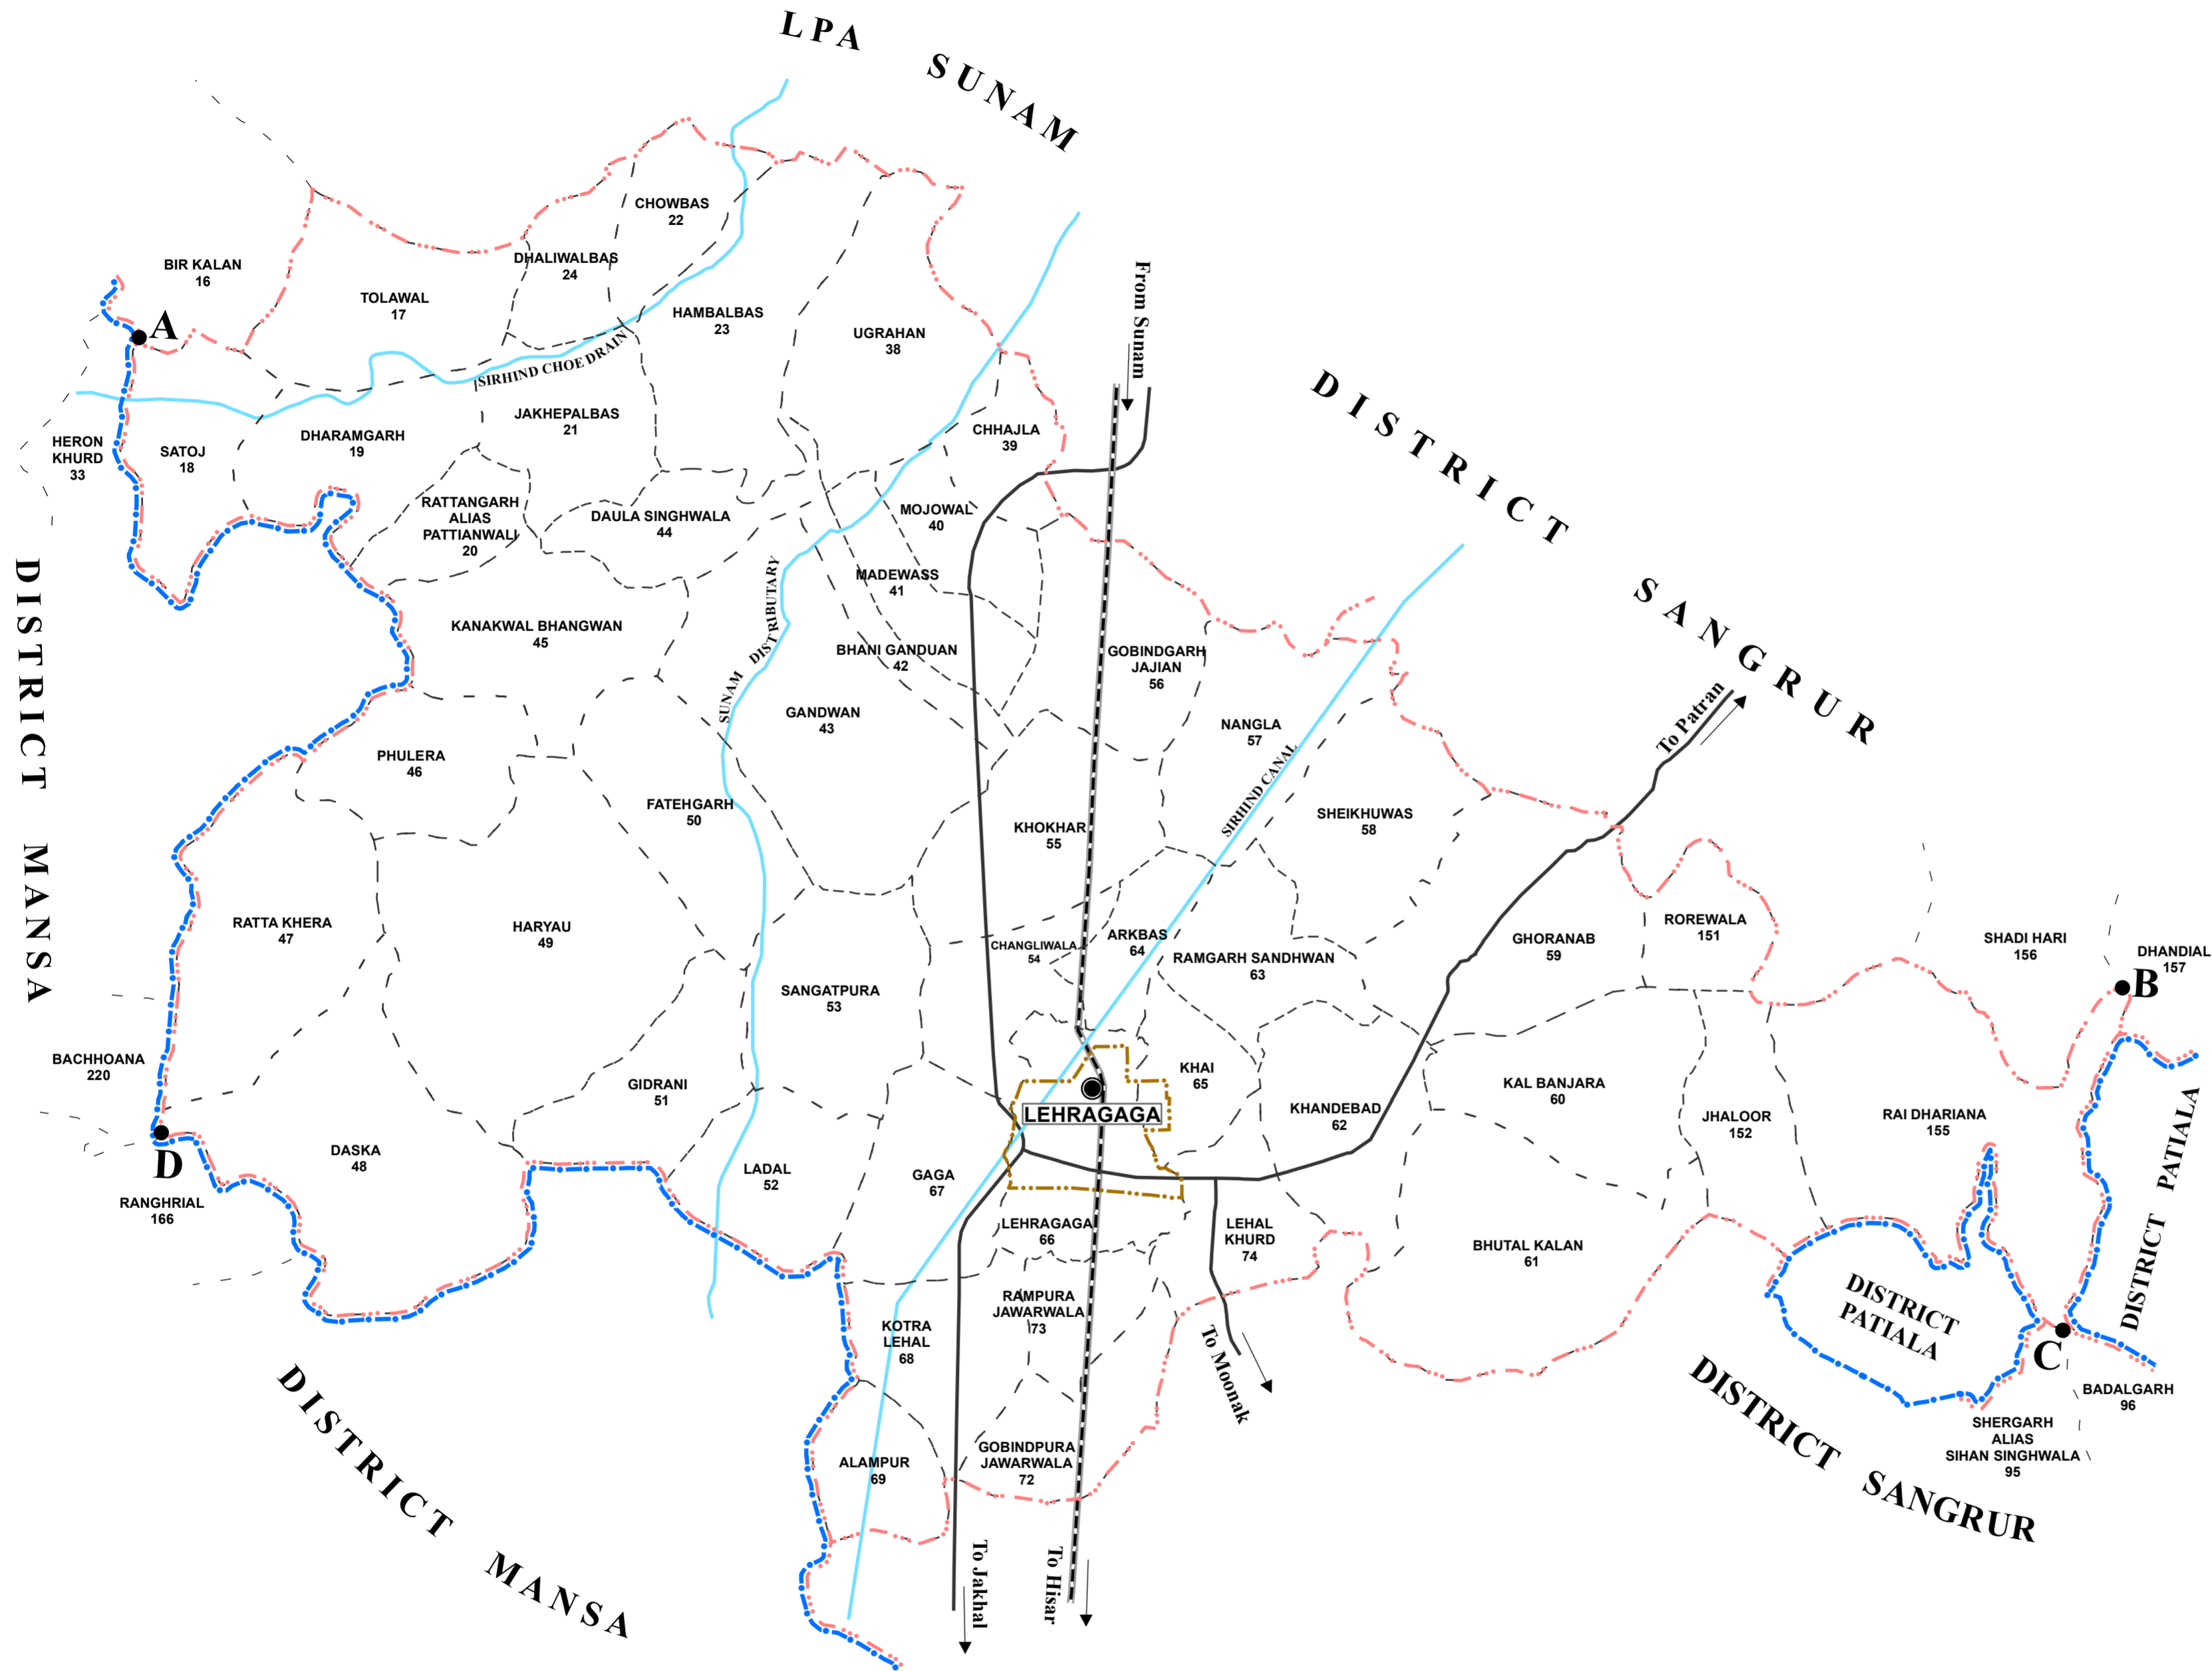 LPA SUNAM
CHOWBAS
22
DHALIWALBAS
24
BIR KALAN
16
TOLAWAL
17
HAMBALBAS
23
UGRAHAN
38
From Sunam
A
SIRHIND CHOE DRAIN
DISTRICT SANGRUR
JAKHEPALBAS
21
CHHAJLA
39
DHARAMGARH
19
HERON
KHURD
33
SATOJ
18
RATTANGARH
ALIAS
PATTIANWALI
20
DAULA SINGHWALA
44
MOJOWAL
40
DISTRICT MANSA
SUNAM DISTRIBUTARY
MADEWASS
41
KANAKWAL BHANGWAN
45
BHANI GANDUAN
42
GOBINDGARH
JAJIAN
56
GANDWAN
43
NANGLA
57
To Patran
PHULERA
46
SIRHIND CANAL
FATEHGARH
50
KHOKHAR
55
SHEIKHUWAS
58
RATTA KHERA
47
HARYAU
49
CHANGLIWALA
54
ARKBAS
64
RAMGARH SANDHWAN
63
GHORANAB
59
ROREWALA
151
SHADI HARI
156
DHANDIAL
157
B
SANGATPURA
53
BACHHOANA
220
GIDRANI
51
KHAI
65
KAL BANJARA
60
LEHRAGAGA
KHANDEBAD
62
JHALOOR
152
RAI DHARIANA
155
DISTRICT PATIALA
DASKA
48
D
LADAL
52
GAGA
67
RANGHRIAL
166
LEHRAGAGA
66
LEHAL
KHURD
74
BHUTAL KALAN
61
RAMPURA
JAWARWALA
73
DISTRICT
PATIALA
KOTRA
LEHAL
68
To Moonak
C
BADALGARH
96
DISTRICT MANSA
DISTRICT SANGRUR
SHERGARH
ALIAS
SIHAN SINGHWALA
95
ALAMPUR
69
GOBINDPURA
JAWARWALA
72
To Jakhal
To Hisar